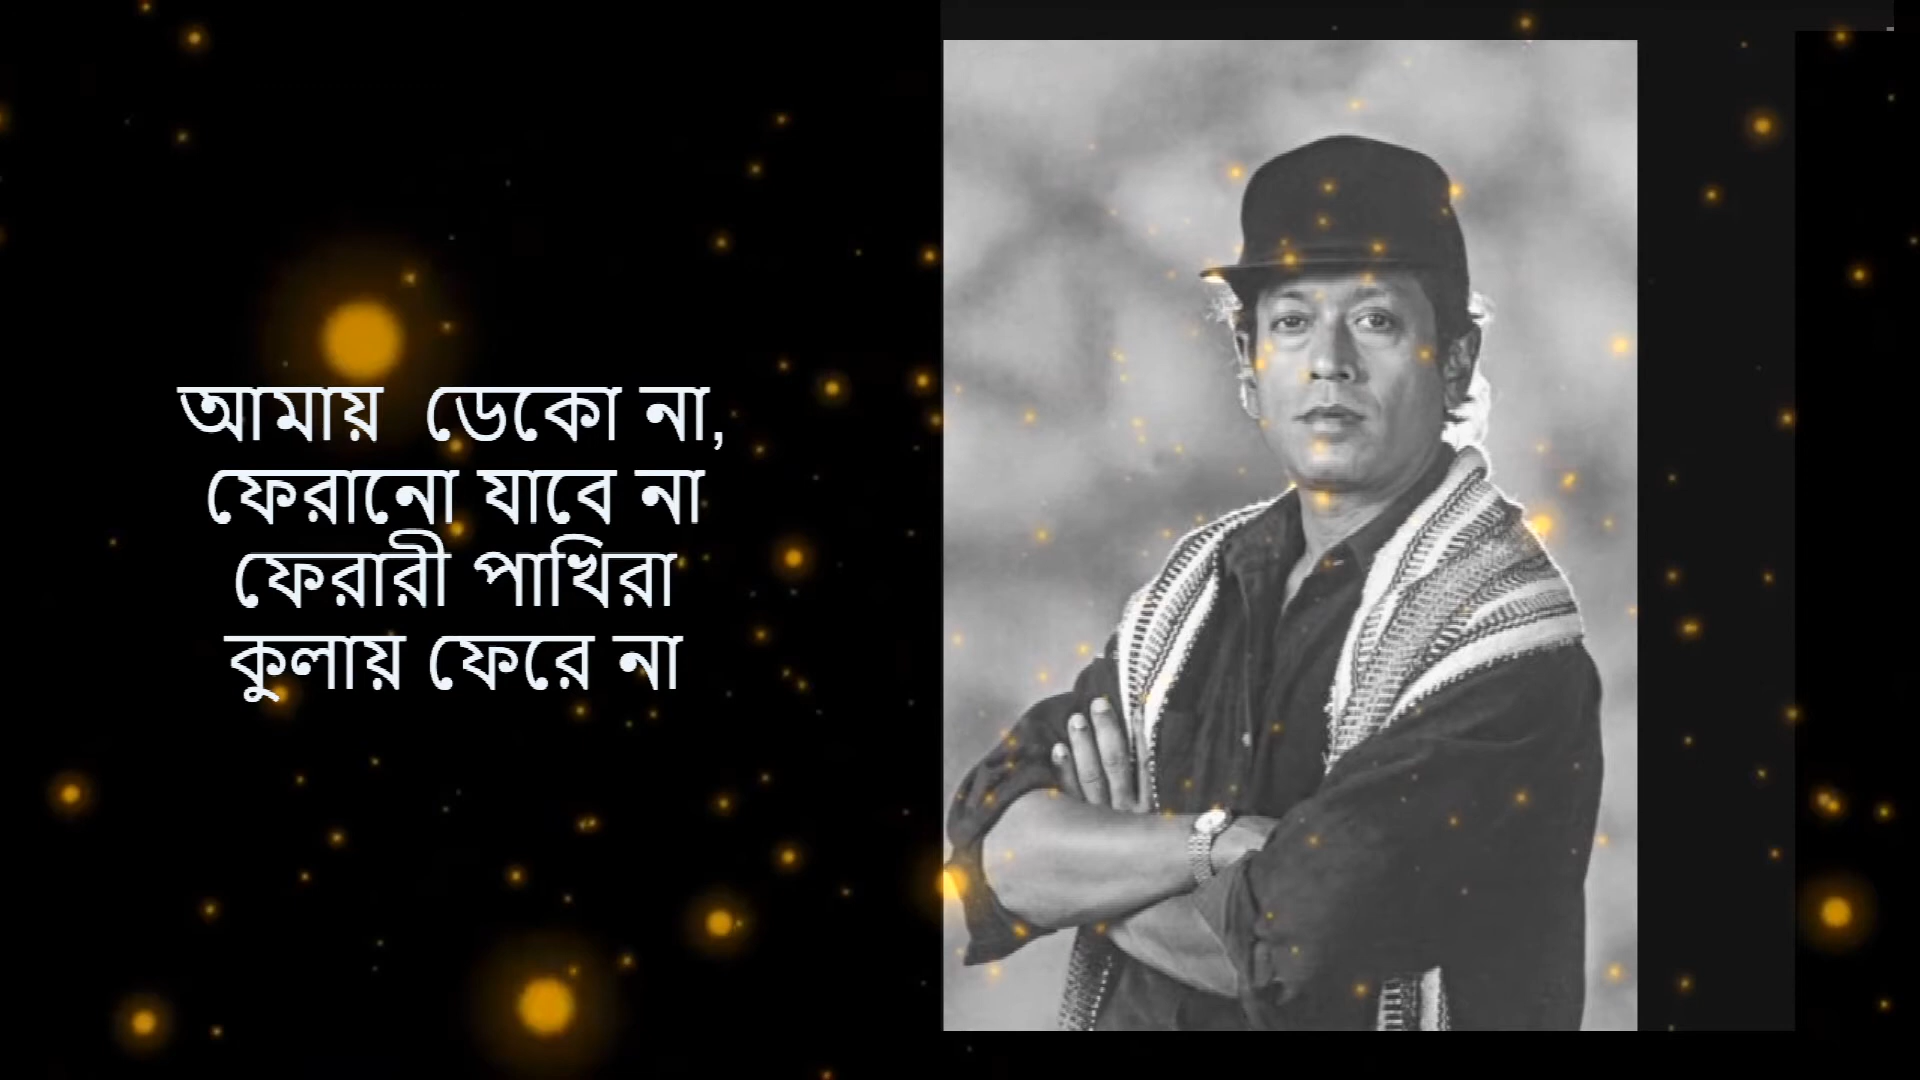 আমায়  ডেকো না,
ফেরানো যাবে না
ফেরারী পাখিরা
কুলায় ফেরে না